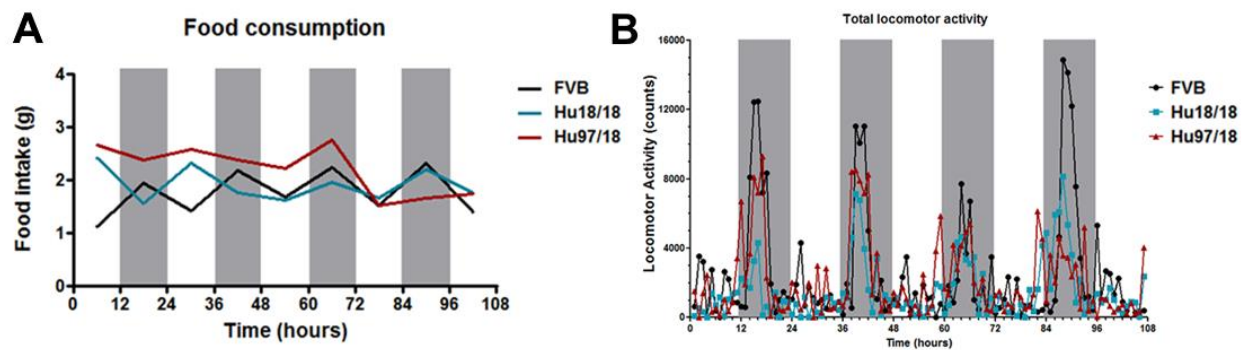 A
Food consumption
Food intake (g)
4
3
2
1
0
0 12 24 36 48 60 72 84 96 108
Time (hours)
FVB
Hu18/18
Hu97/18
B
Total locomotor activity
Locomotor Activity (counts)
16000
12000
8000
4000
0
0 12 24 36 48 60 72 84 96 108
Time (hours)
FVB
Hu18/18
Hu97/18